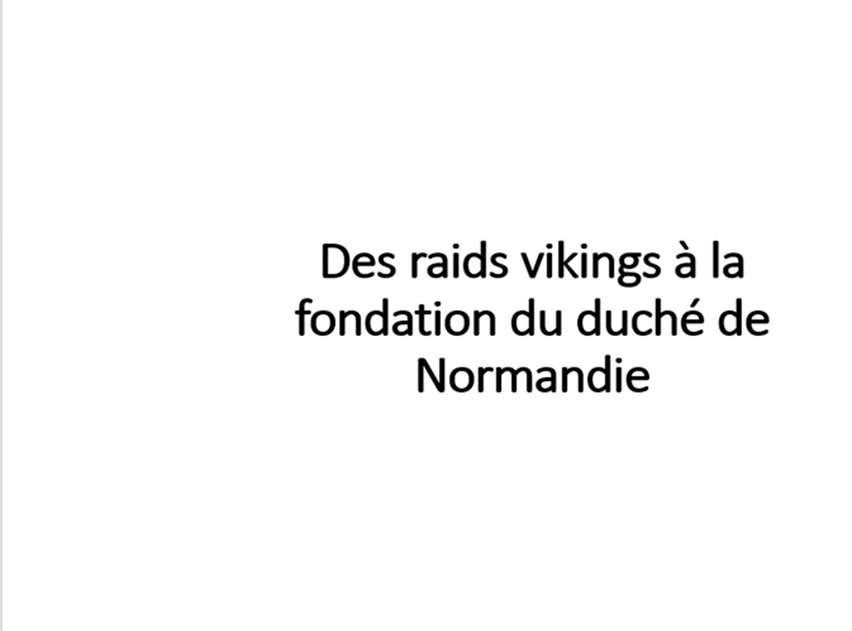 Des raids vikings à la
fondation du duché de
Normandie